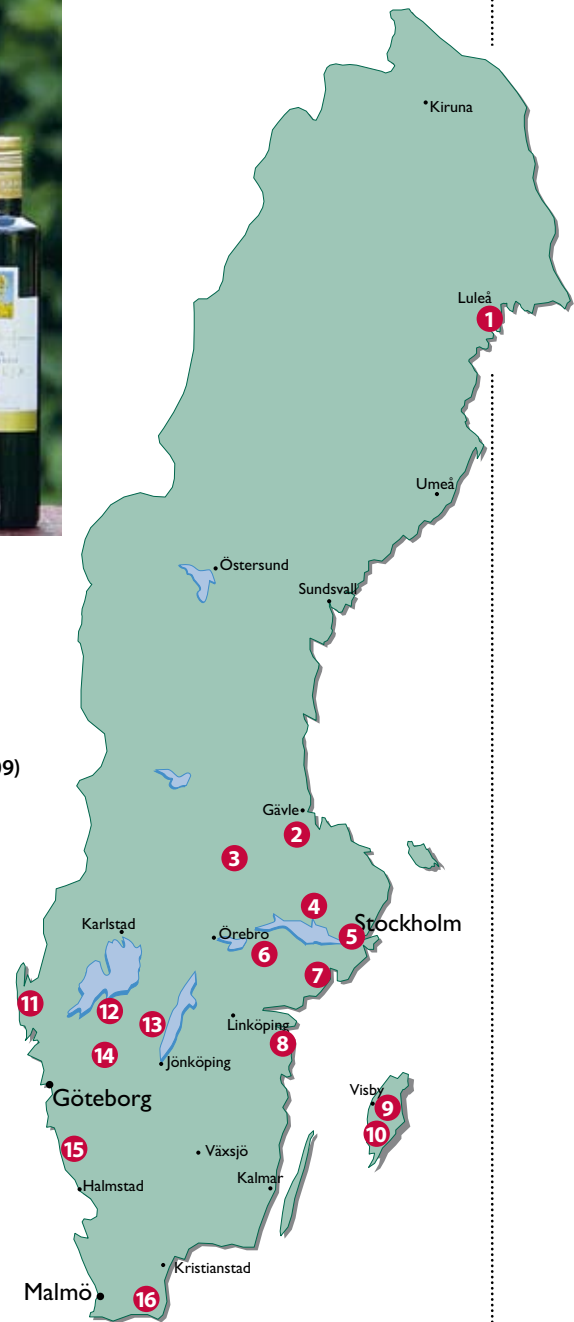 Kiruna
Luleå
1
Umeå
Östersund
Sundsvall
09)
Gävle
2
3
4
Karlstad
Örebro
Stockholm
5
6
7
11
12
13
Linköping
8
14
Jönköping
Göteborg
Visby
9
10
15
Växsjö
Halmstad
Kalmar
Kristianstad
Malmö
16